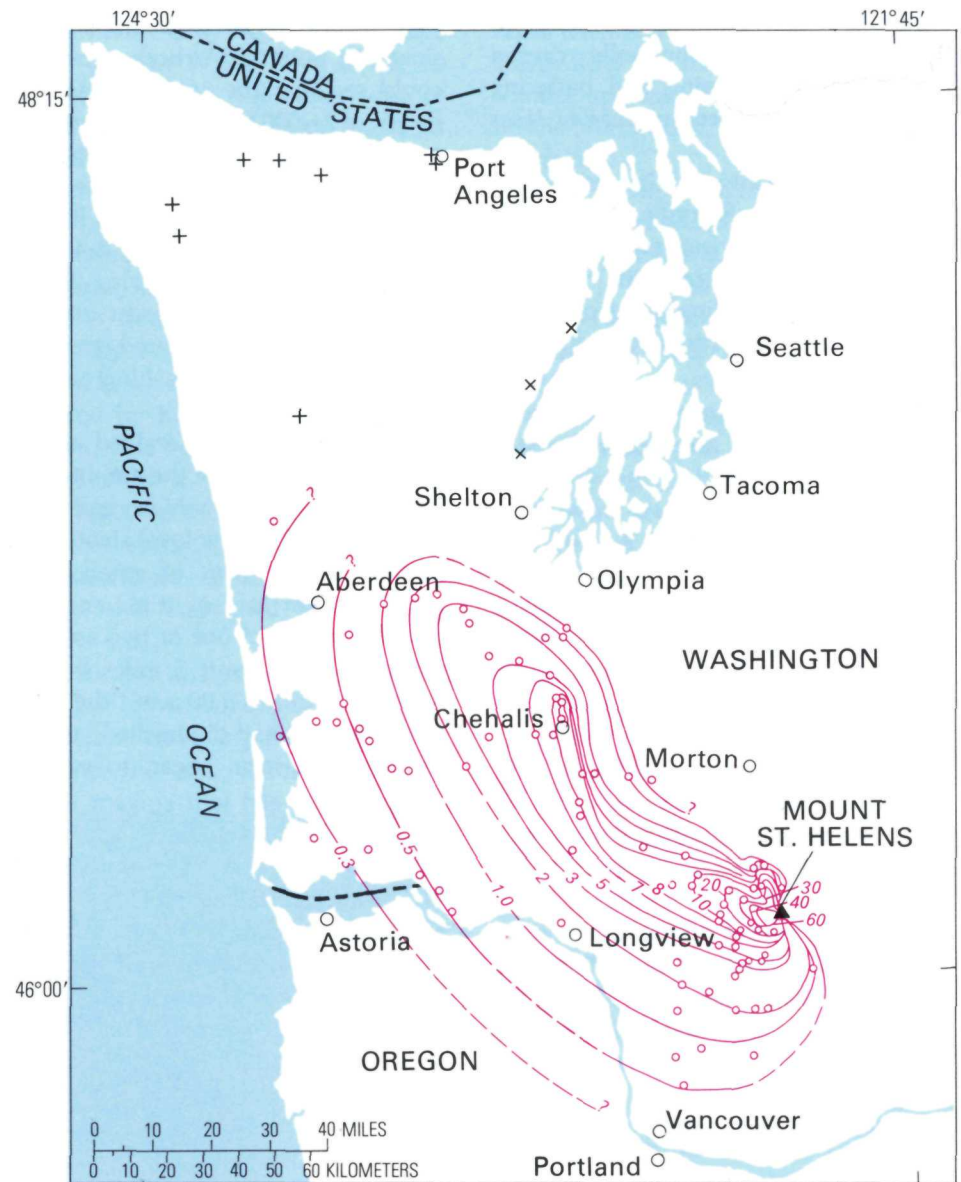 124°30′
121°45′
48°15′
CANADA
UNITED STATES
Port
Angeles
Seattle
PACIFIC
OCEAN
Shelton
Tacoma
?
?
Aberdeen
Olympia
WASHINGTON
Chehalis
Morton
?
MOUNT
ST. HELENS
0.3
0.5
1.0
2
3
5
7
8
10
20
30
40
60
Astoria
Longview
46°00′
OREGON
?
Vancouver
Portland
0 10 20 30 40 MILES
0 10 20 30 40 50 60 KILOMETERS